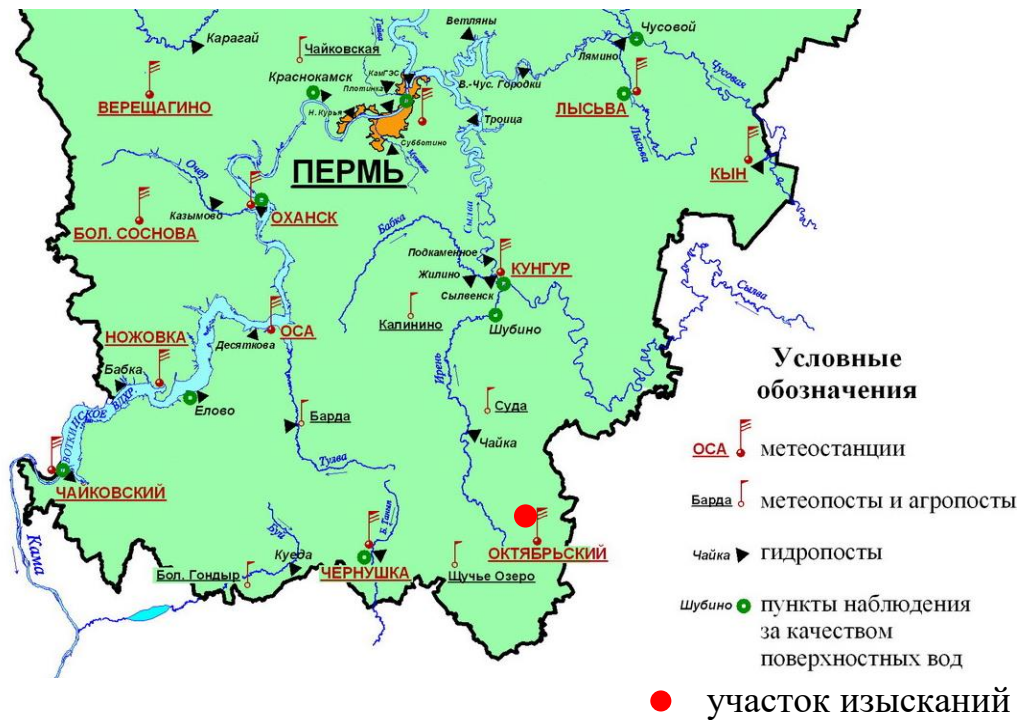 Ветляны
Карагай
Чайковская
Гайва
Чусовой
КамГЭС
Лямино
Чусовая
Краснокамск
Плотинка
В.-Чус. Городки
ВЕРЕЩАГИНО
Н. Курья
ЛЫСЬВА
Троица
Субботино
Лысьва
ПЕРМЬ
КЫН
Очер
Казымово
ОХАНСК
БОЛ. СОСНОВА
Бабка
Сылва
Подкаменное
КУНГУР
Жилино
Сылвенск
Сылва
Калинино
Шубино
НОЖОВКА
Десяткова
ОСА
Бабка
Ирень
ВОТКИНСКОЕ ВДХР.
Елово
Барда
Суда
Чайка
Тулва
ЧАЙКОВСКИЙ
Кама
Буй
Б. Танып
Куеда
ОКТЯБРЬСКИЙ
Бол. Гондыр
ЧЕРНУШКА
Щучье Озеро
Условные
обозначения
ОСА метеостанции
Барда метеопосты и агропосты
Чайка гидропосты
Шубино пункты наблюдения
за качеством
поверхностных вод
участок изысканий